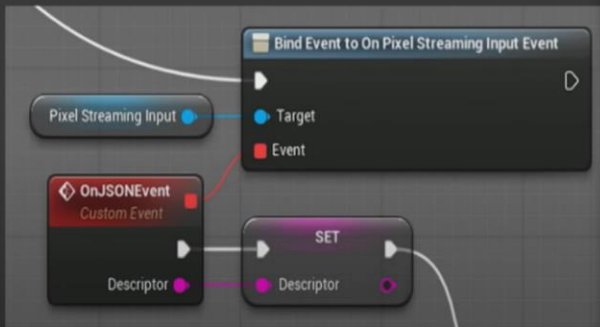 Bind Event to On Pixel Streaming Input Event
Pixel Streaming Input
Target
Event
OnJSONEvent
Custom Event
SET
Descriptor
Descriptor